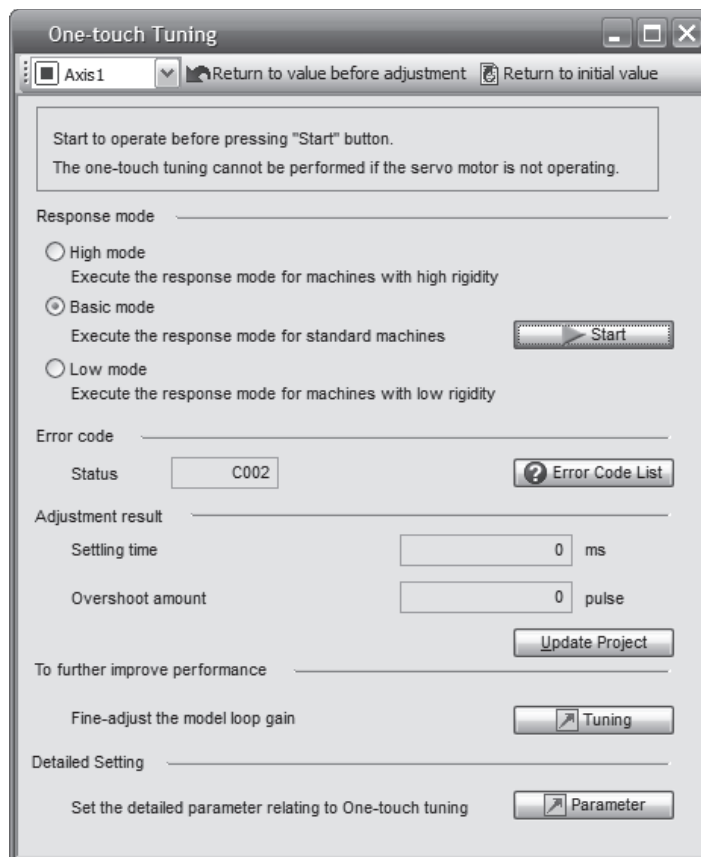 One-touch Tuning
Axis1 Return to value before adjustment Return to initial value
Start to operate before pressing "Start" button.
The one-touch tuning cannot be performed if the servo motor is not operating.
Response mode
High mode
Execute the response mode for machines with high rigidity
Basic mode
Execute the response mode for standard machines Start
Low mode
Execute the response mode for machines with low rigidity
Error code
Status C002 Error Code List
Adjustment result
Settling time 0 ms
Overshoot amount 0 pulse
Update Project
To further improve performance
Fine-adjust the model loop gain Tuning
Detailed Setting
Set the detailed parameter relating to One-touch tuning Parameter